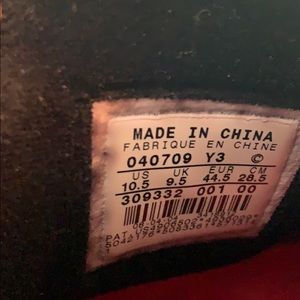 MADE IN CHINA
FABRIQUE EN CHINE
040709 Y3 ©
US UK EUR CM
10.5 9.5 44.5 28.5
309332 001 00
PAT.